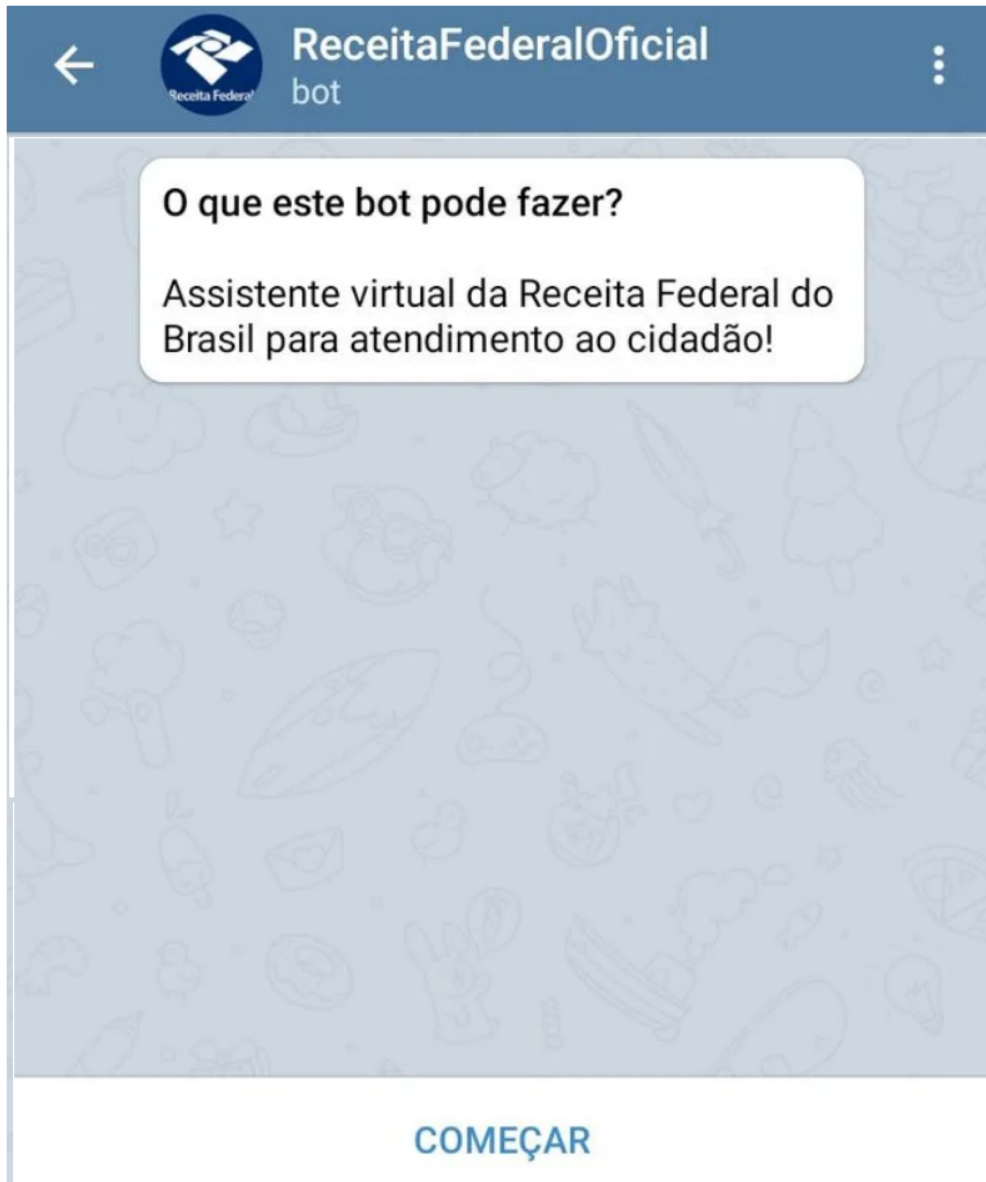 ReceitaFederalOficial
Receita Federal
bot
O que este bot pode fazer?
Assistente virtual da Receita Federal do
Brasil para atendimento ao cidadão!
COMEÇAR